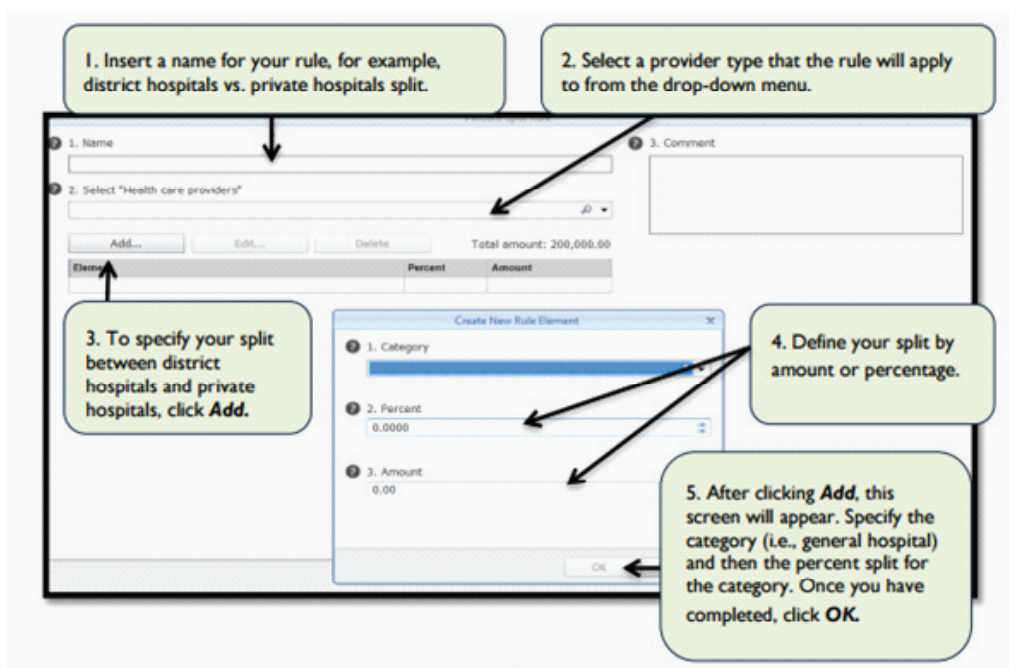 1. Insert a name for your rule, for example,
district hospitals vs. private hospitals split.
2. Select a provider type that the rule will apply
to from the drop-down menu.
1. Name
3. Comment
2. Select "Health care providers"
Add... Edit... Delete Total amount: 200,000.00
Percent Amount
3. To specify your split
between district
hospitals and private
hospitals, click Add.
Create New Rule Element
1. Category
2. Percent
0.0000
3. Amount
0.00
4. Define your split by
amount or percentage.
5. After clicking Add, this
screen will appear. Specify the
category (i.e., general hospital)
and then the percent split for
the category. Once you have
completed, click OK.
OK